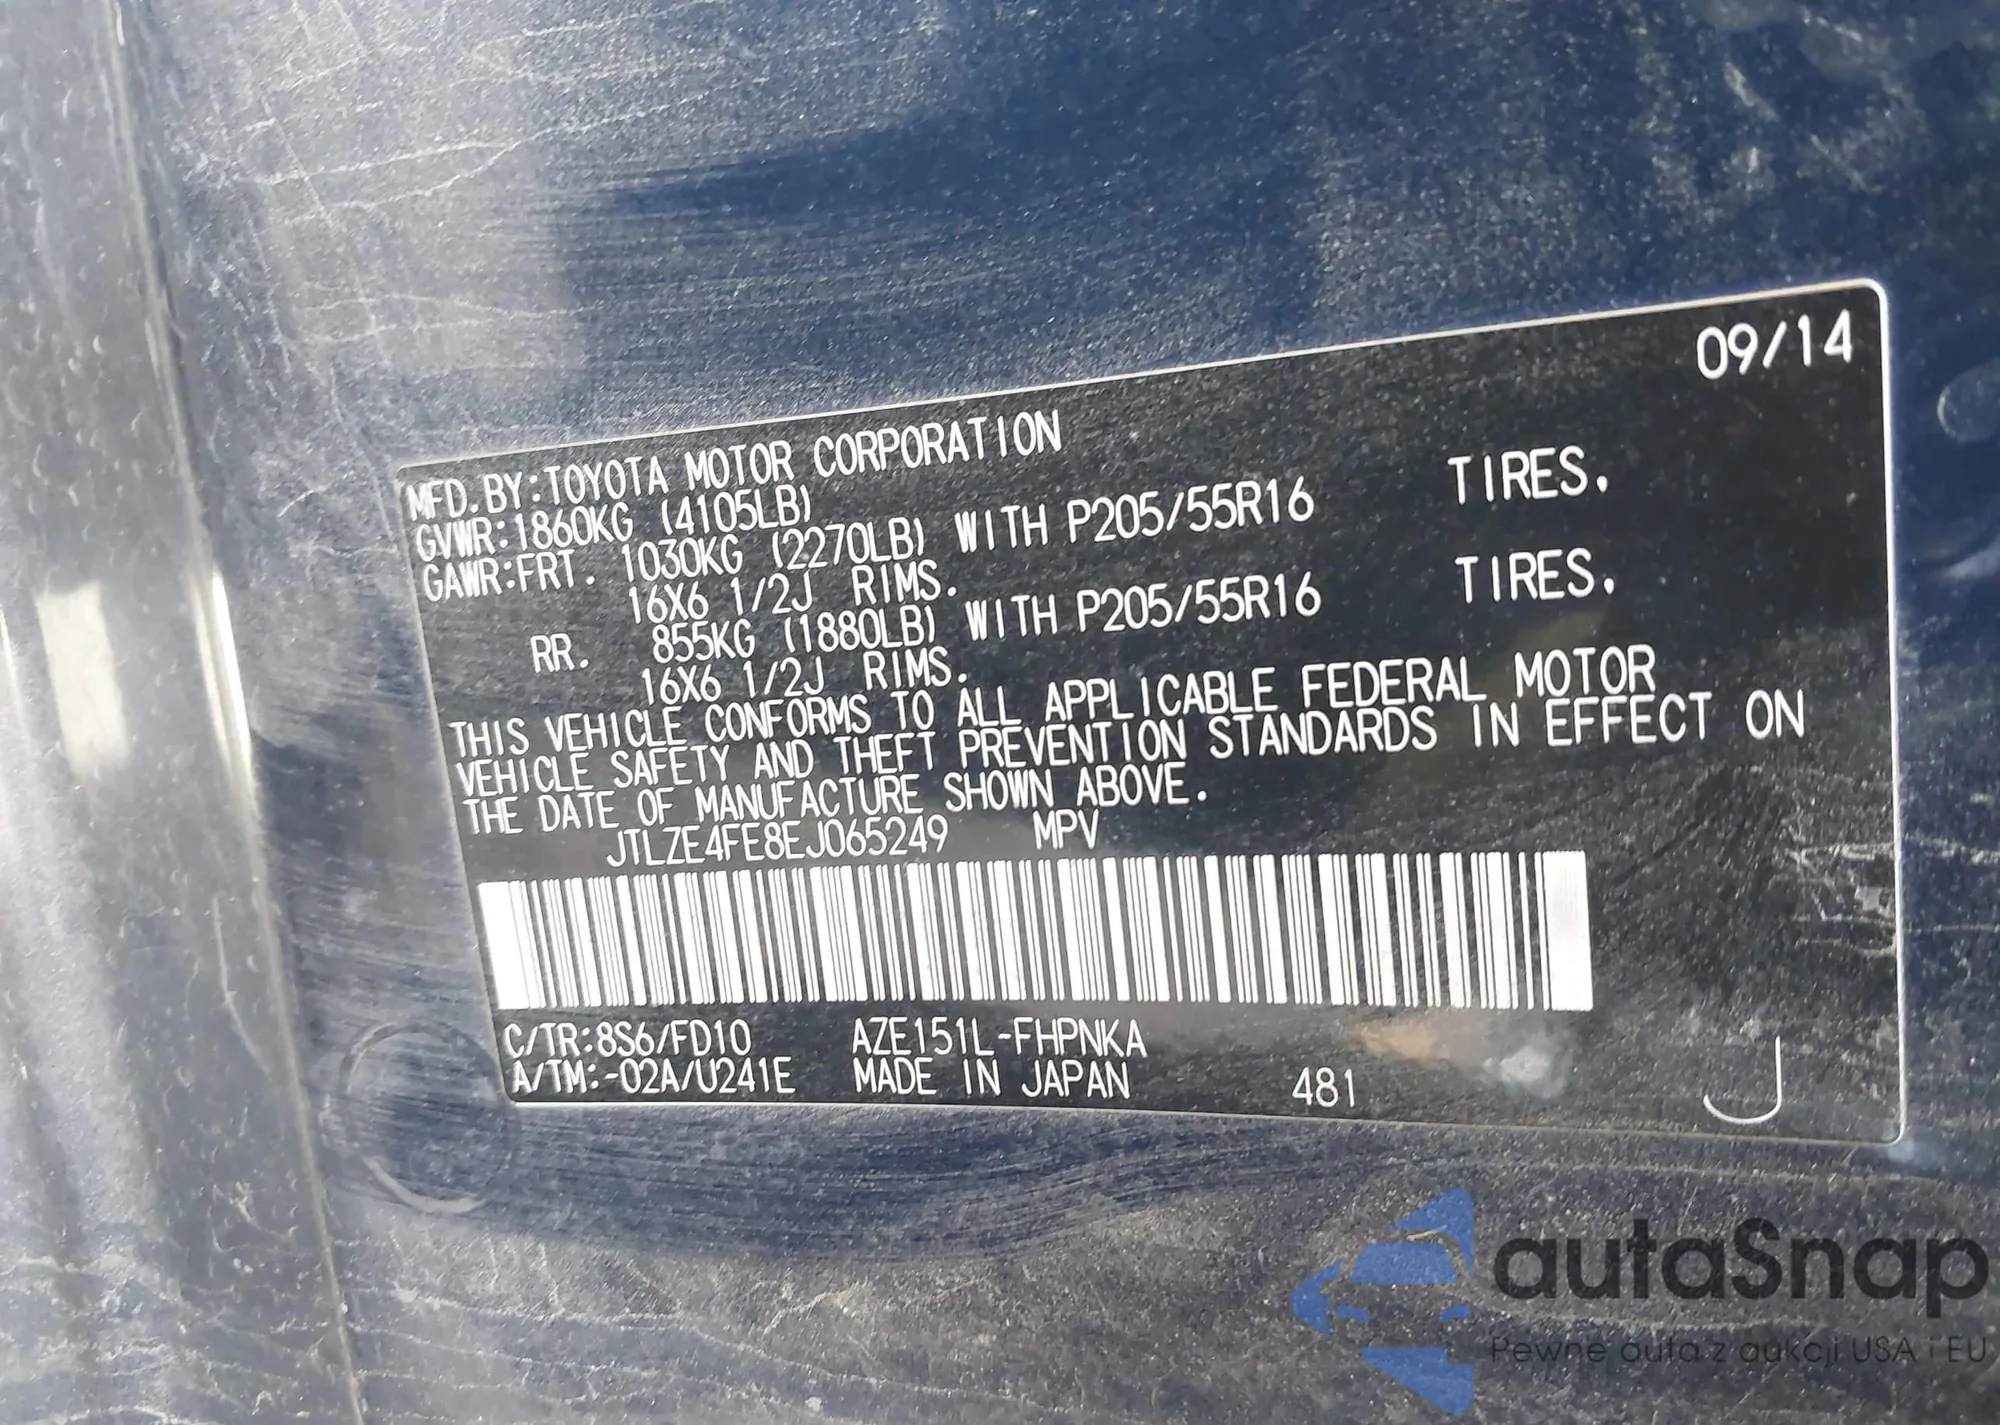 09/14
MFD.BY:TOYOTA MOTOR CORPORATION
GVWR:1860KG (4105LB)
GAWR:FRT. 1030KG (2270LB) WITH P205/55R16 TIRES.
16X6 1/2J RIMS.
RR. 855KG (1880LB) WITH P205/55R16 TIRES.
16X6 1/2J RIMS.
THIS VEHICLE CONFORMS TO ALL APPLICABLE FEDERAL MOTOR
VEHICLE SAFETY AND THEFT PREVENTION STANDARDS IN EFFECT ON
THE DATE OF MANUFACTURE SHOWN ABOVE.
JTLZE4FE8EJ065249 MPV
C/TR:8S6/FD10 AZE151L-FHPNKA
A/TM:-02A/U241E MADE IN JAPAN 481 J
autaSnap
Pewne auta z aukcji USA i EU